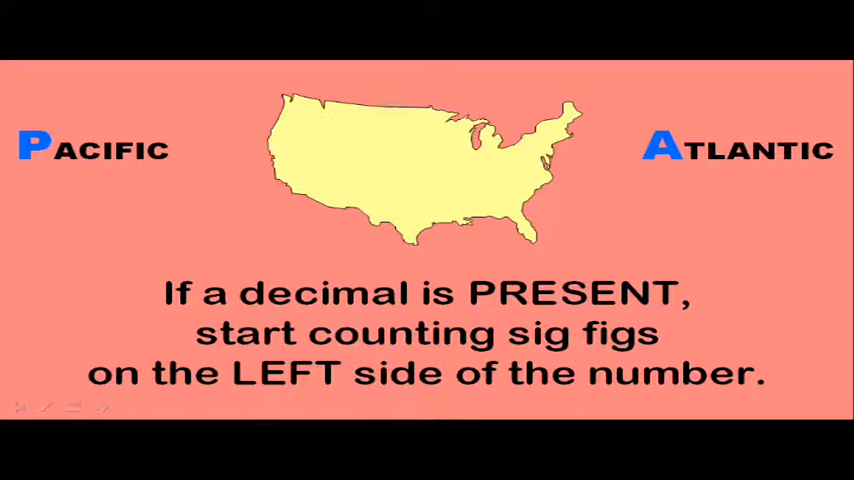 PACIFIC
ATLANTIC
If a decimal is PRESENT,
start counting sig figs
on the LEFT side of the number.